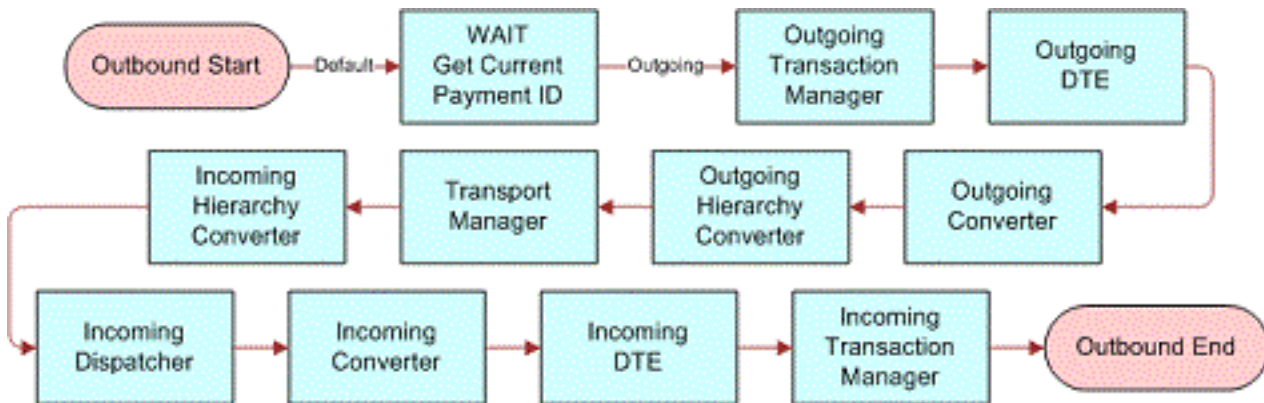 Outbound Start
Default
WAIT
Get Current
Payment ID
Outgoing
Outgoing
Transaction
Manager
Outgoing
DTE
Incoming
Hierarchy
Converter
Transport
Manager
Outgoing
Hierarchy
Converter
Outgoing
Converter
Incoming
Dispatcher
Incoming
Converter
Incoming
DTE
Incoming
Transaction
Manager
Outbound End